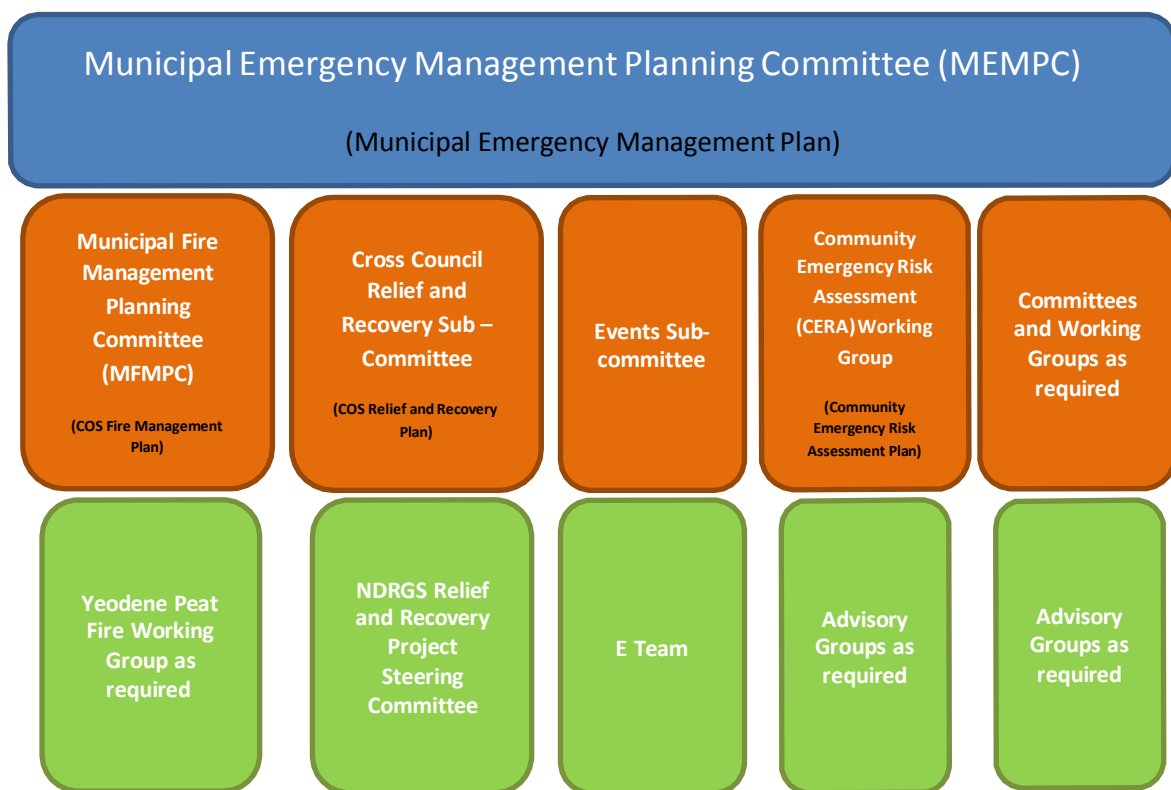 Municipal Emergency Management Planning Committee (MEMPC)
(Municipal Emergency Management Plan)
Municipal Fire
Management
Planning
Committee
(MFMPC)
(COS Fire Management
Plan)
Cross Council
Relief and
Recovery Sub –
Committee
(COS Relief and Recovery
Plan)
Events Sub-
committee
Community
Emergency Risk
Assessment
(CERA) Working
Group
(Community
Emergency Risk
Assessment Plan)
Committees
and Working
Groups as
required
Yeodene Peat
Fire Working
Group as
required
NDRGS Relief
and Recovery
Project
Steering
Committee
E Team
Advisory
Groups as
required
Advisory
Groups as
required